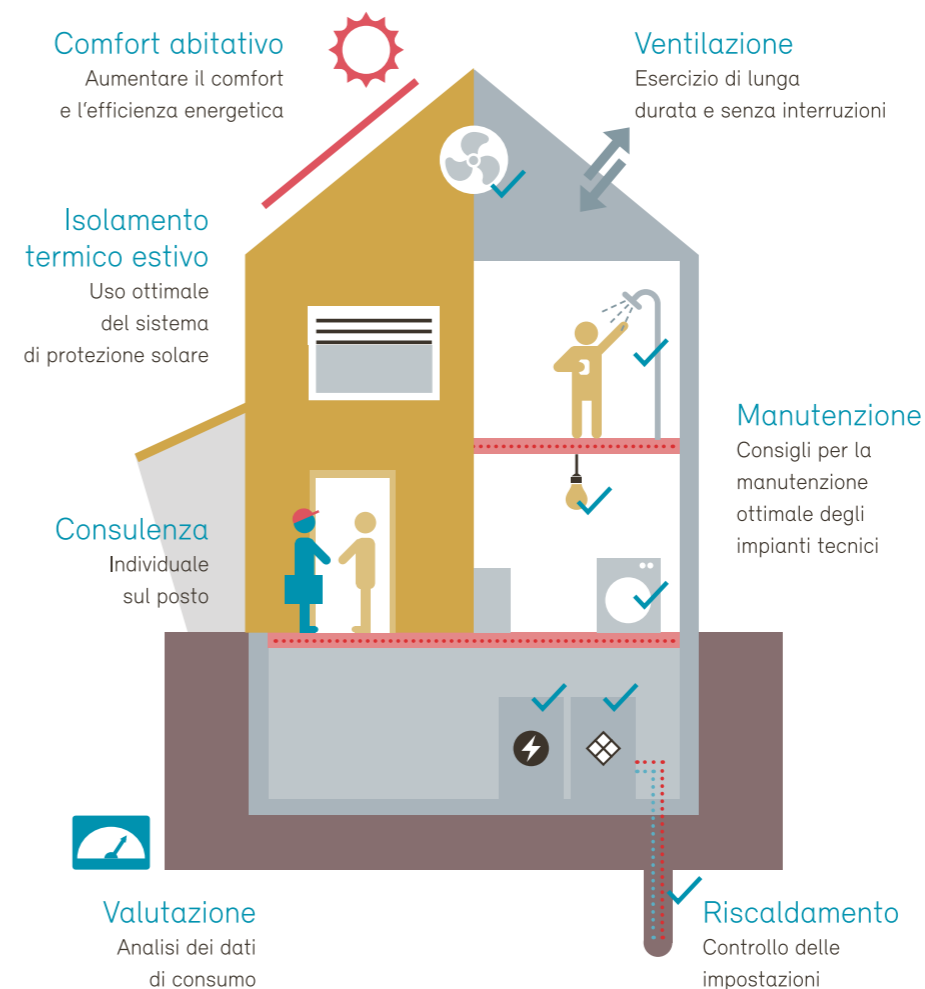 Comfort abitativo
Aumentare il comfort
e l'efficienza energetica
Ventilazione
Esercizio di lunga
durata e senza interruzioni
Isolamento
termico estivo
Uso ottimale
del sistema
di protezione solare
Manutenzione
Consigli per la
manutenzione
ottimale degli
impianti tecnici
Consulenza
Individuale
sul posto
Valutazione
Analisi dei dati
di consumo
Riscaldamento
Controllo delle
impostazioni